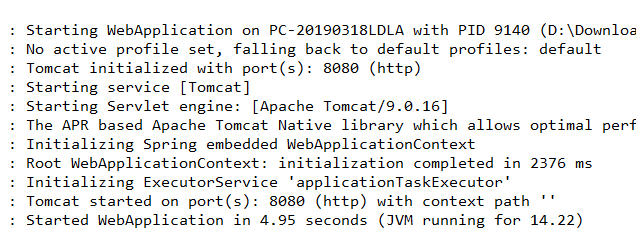 : Starting WebApplication on PC-20190318LDLA with PID 9140 (D:\Downloa
: No active profile set, falling back to default profiles: default
: Tomcat initialized with port(s): 8080 (http)
: Starting service [Tomcat]
: Starting Servlet engine: [Apache Tomcat/9.0.16]
: The APR based Apache Tomcat Native library which allows optimal perf
: Initializing Spring embedded WebApplicationContext
: Root WebApplicationContext: initialization completed in 2376 ms
: Initializing ExecutorService 'applicationTaskExecutor'
: Tomcat started on port(s): 8080 (http) with context path ''
: Started WebApplication in 4.95 seconds (JVM running for 14.22)